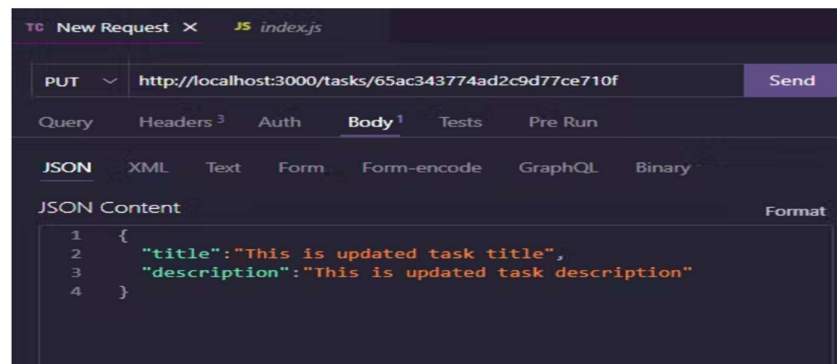 TC New Request × JS index.js
PUT http://localhost:3000/tasks/65ac343774ad2c9d77ce710f Send
Query Headers 3 Auth Body 1 Tests Pre Run
JSON XML Text Form Form-encode GraphQL Binary
JSON Content Format
1 {
2 "title":"This is updated task title",
3 "description":"This is updated task description"
4 }